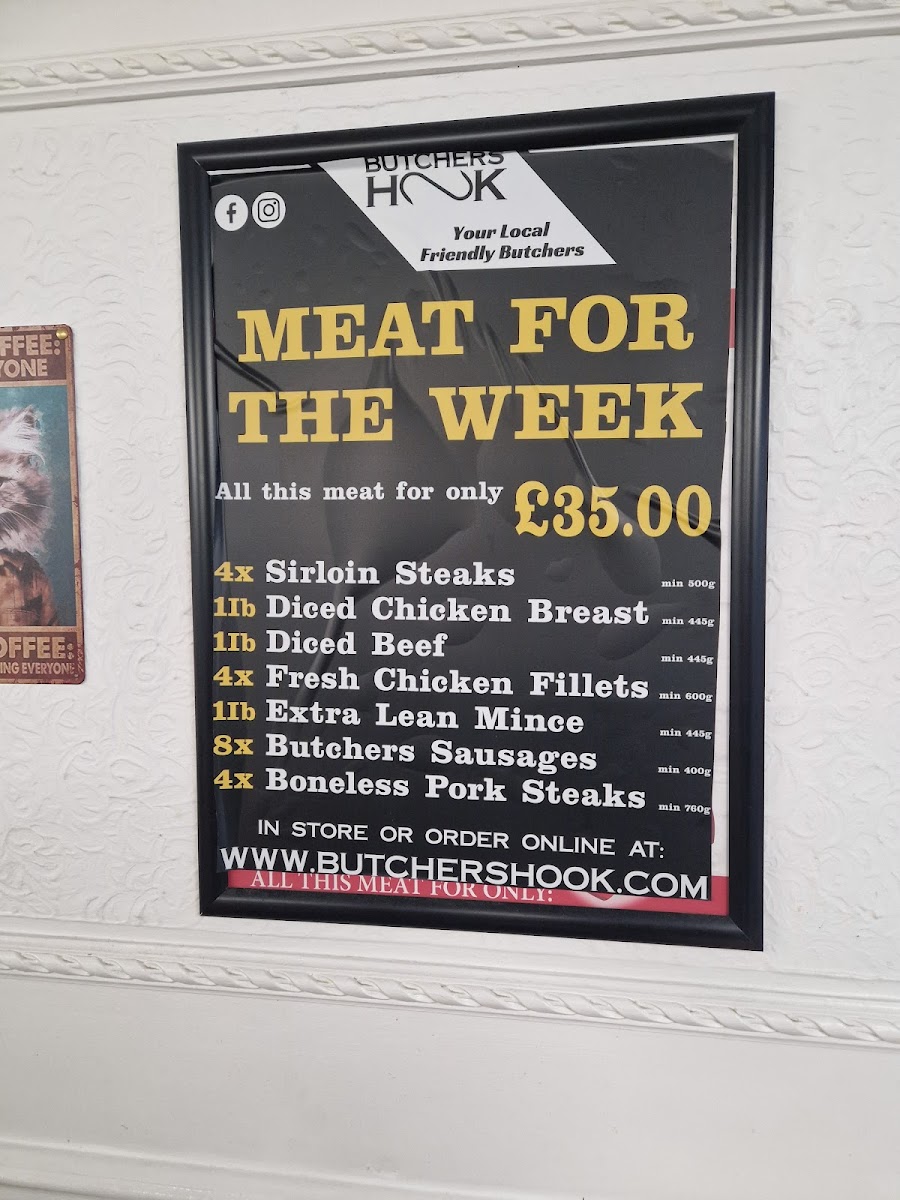 BUTCHERS
HOOK
Your Local
Friendly Butchers
MEAT FOR
THE WEEK
All this meat for only £35.00
4x Sirloin Steaks min 500g
1Ib Diced Chicken Breast min 445g
1Ib Diced Beef min 445g
4x Fresh Chicken Fillets min 600g
1Ib Extra Lean Mince min 445g
8x Butchers Sausages min 400g
4x Boneless Pork Steaks min 760g
IN STORE OR ORDER ONLINE AT:
WWW.BUTCHERSHOOK.COM
ALL THIS MEAT FOR ONLY:
FFEE:
YONE
OFFEE:
ING EVERYONE